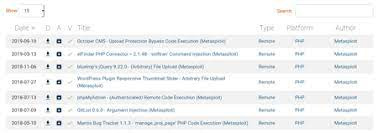 Show 15
Search:
Date D A V Title Type Platform Author
2019-09-16 October CMS - Upload Protection Bypass Code Execution (Metasploit) Remote PHP Metasploit
2019-03-13 elFinder PHP Connector < 2.1.48 - exiftran Command Injection (Metasploit) Remote PHP Metasploit
2018-11-06 blueimp's jQuery 9.22.0 - (Arbitrary) File Upload (Metasploit) Remote PHP Metasploit
2018-07-27 WordPress Plugin Responsive Thumbnail Slider - Arbitrary File Upload (Metasploit) Remote PHP Metasploit
2018-07-13 phpMyAdmin - (Authenticated) Remote Code Execution (Metasploit) Remote PHP Metasploit
2018-07-09 GitList 0.6.0 - Argument Injection (Metasploit) Remote PHP Metasploit
2018-05-18 Mantis Bug Tracker 1.1.3 - 'manage_proj_page' PHP Code Execution (Metasploit) Remote PHP Metasploit